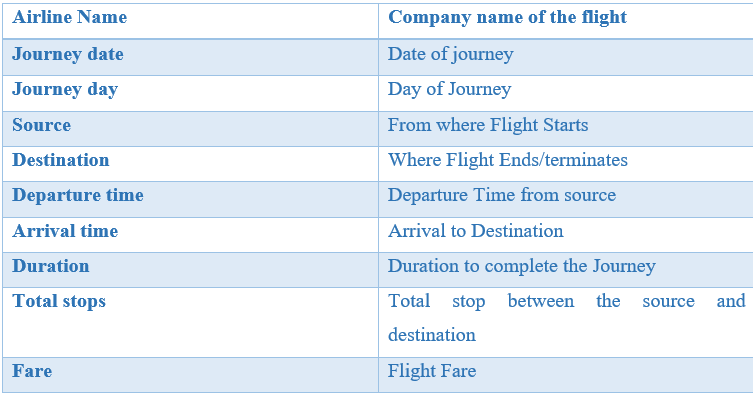 Airline Name Company name of the flight
Journey date Date of journey
Journey day Day of Journey
Source From where Flight Starts
Destination Where Flight Ends/terminates
Departure time Departure Time from source
Arrival time Arrival to Destination
Duration Duration to complete the Journey
Total stops Total stop between the source and
destination
Fare Flight Fare